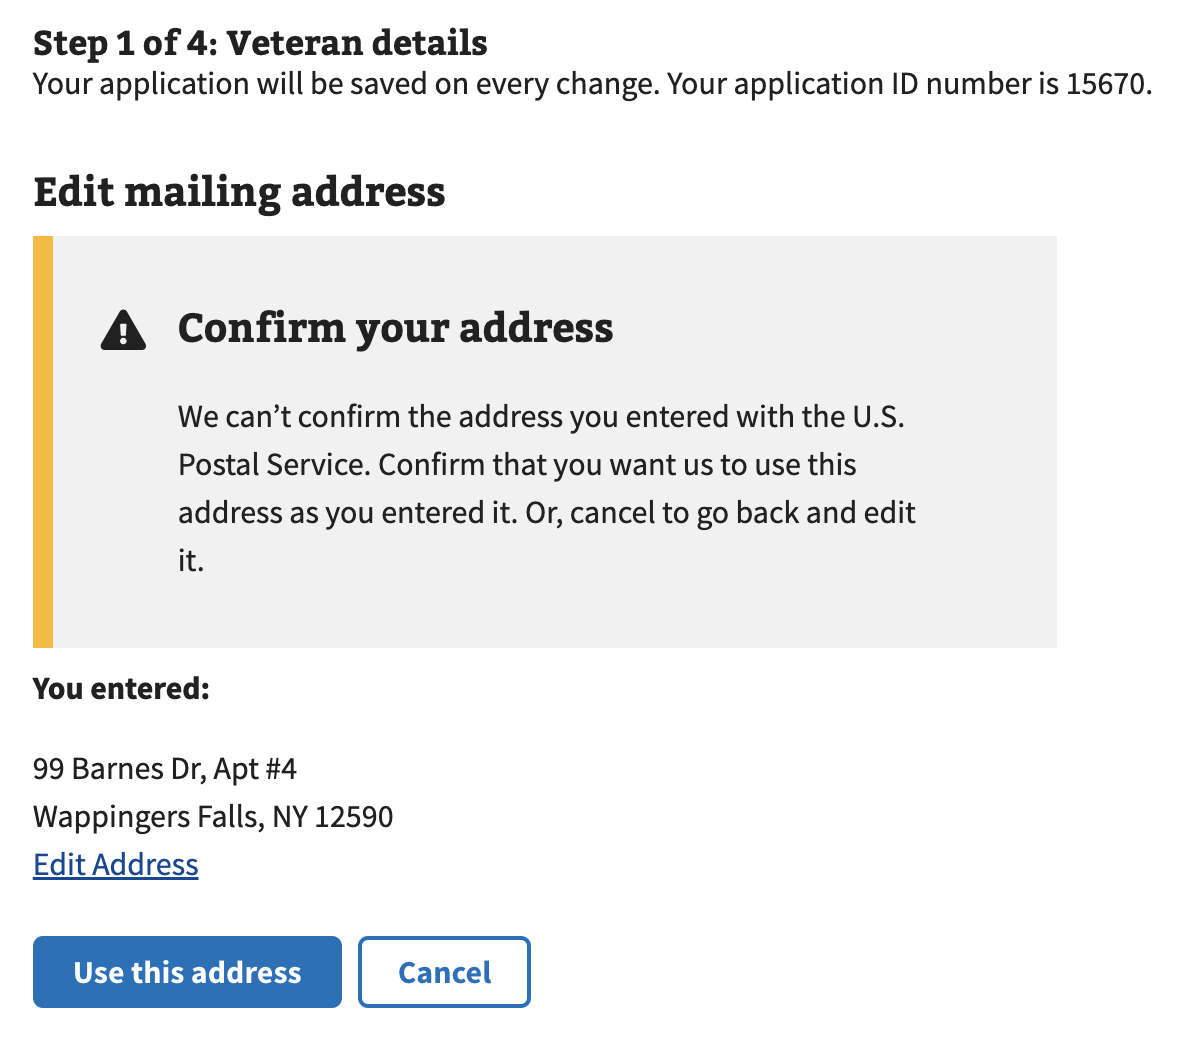 Step 1 of 4: Veteran details
Your application will be saved on every change. Your application ID number is 15670.
Edit mailing address
Confirm your address
We can’t confirm the address you entered with the U.S.
Postal Service. Confirm that you want us to use this
address as you entered it. Or, cancel to go back and edit
it.
You entered:
99 Barnes Dr, Apt #4
Wappingers Falls, NY 12590
Edit Address
Use this address
Cancel